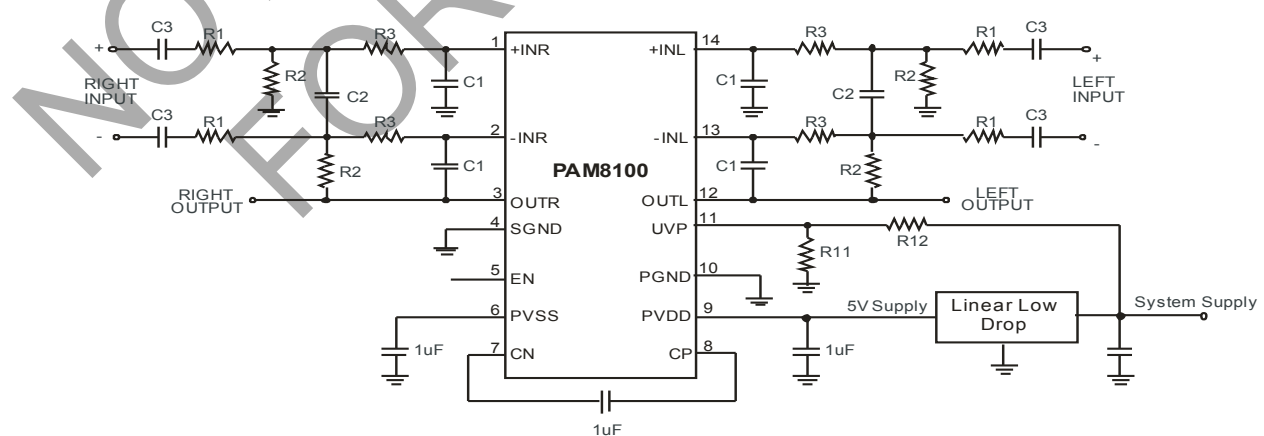 NO
FOR
C3 R1 R3 1 +INR 14 +INL R3 R1 C3
+ R2 C1 C1 R2 +
RIGHT INPUT
LEFT INPUT
C2 C2
C3 R1 R3 2 -INR 13 -INL R3 R1 C3
- R2 C1 C1 R2 -
PAM8100
RIGHT OUTPUT
3 OUTR
12 OUTL
LEFT OUTPUT
4 SGND
11 UVP
R12
R11
5 EN
10 PGND
6 PVSS
9 PVDD
5V Supply
Linear Low
Drop
System Supply
1uF 1uF
7 CN
8 CP
1uF